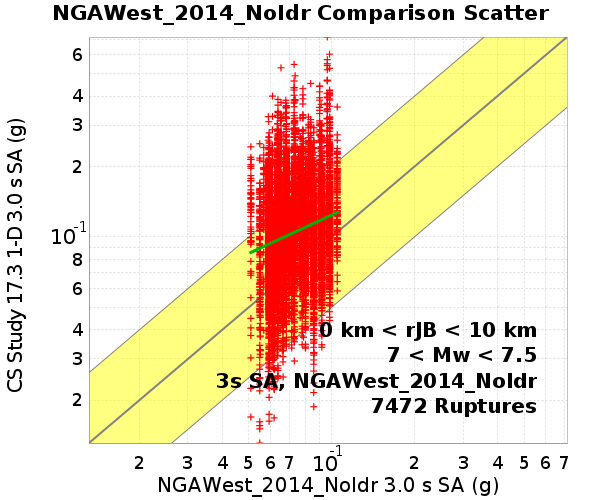 NGAWest_2014_NoIdr Comparison Scatter
CS Study 17.3 1-D 3.0 s SA (g)
6
4
3
2
10-1
8
6
4
3
2
0 km < rJB < 10 km
7 < Mw < 7.5
3s SA, NGAWest_2014_NoIdr
7472 Ruptures
2 3 4 5 6 7 10-1 2 3 4 5 6 7
NGAWest_2014_NoIdr 3.0 s SA (g)